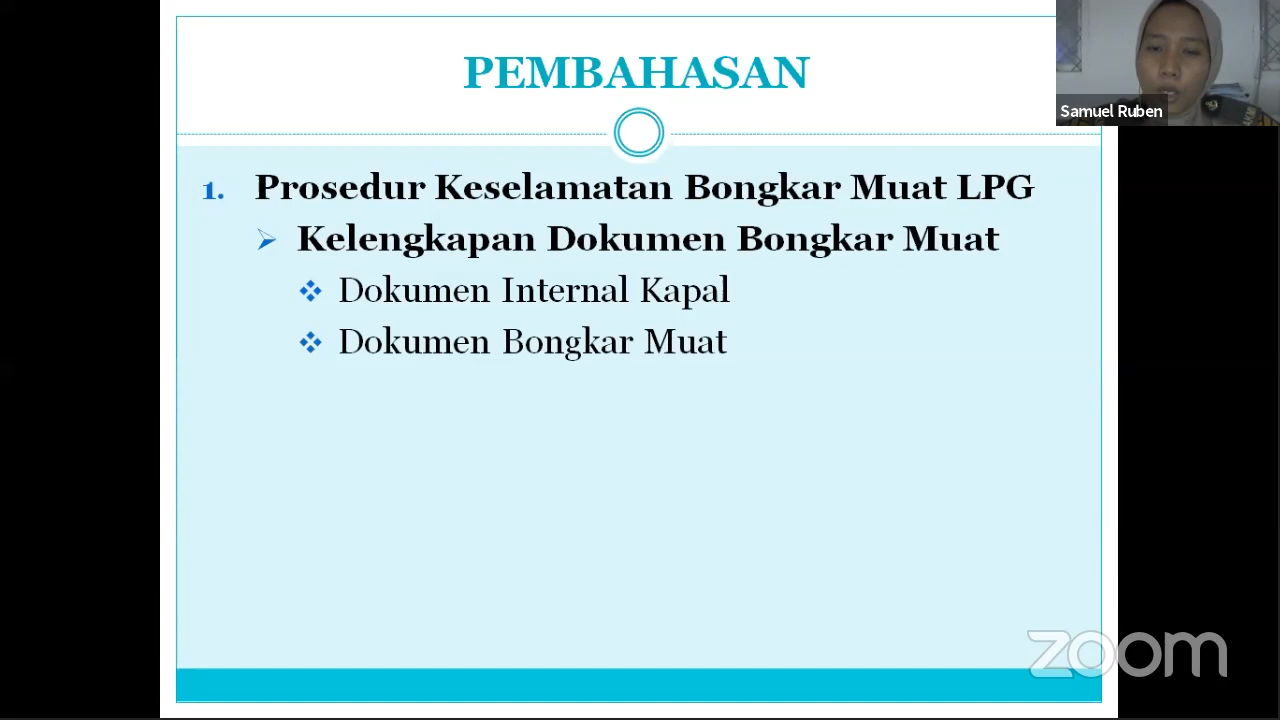 PEMBAHASAN
Samuel Ruben
1. Prosedur Keselamatan Bongkar Muat LPG
Kelengkapan Dokumen Bongkar Muat
Dokumen Internal Kapal
Dokumen Bongkar Muat
zoom